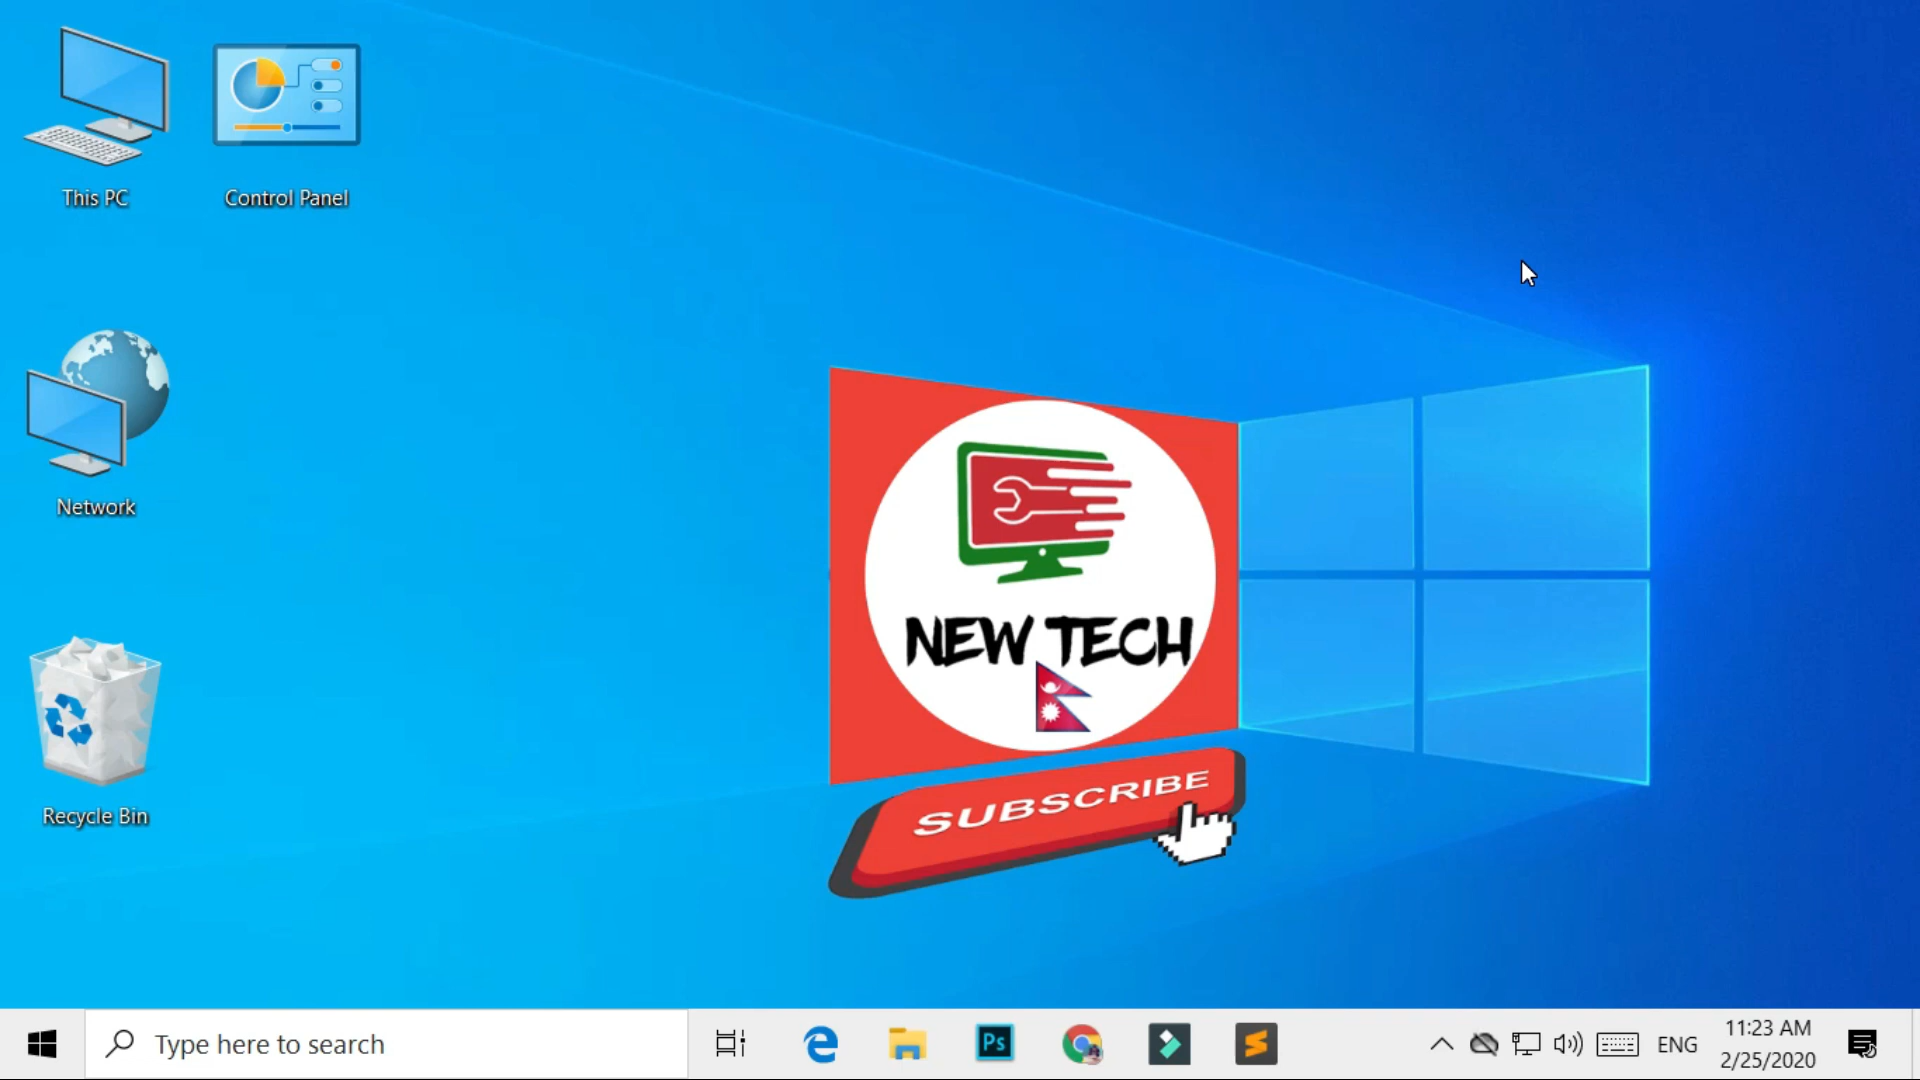 This PC
Control Panel
Network
Recycle Bin
NEW TECH
SUBSCRIBE
Type here to search
Ps
ENG
11:23 AM
2/25/2020